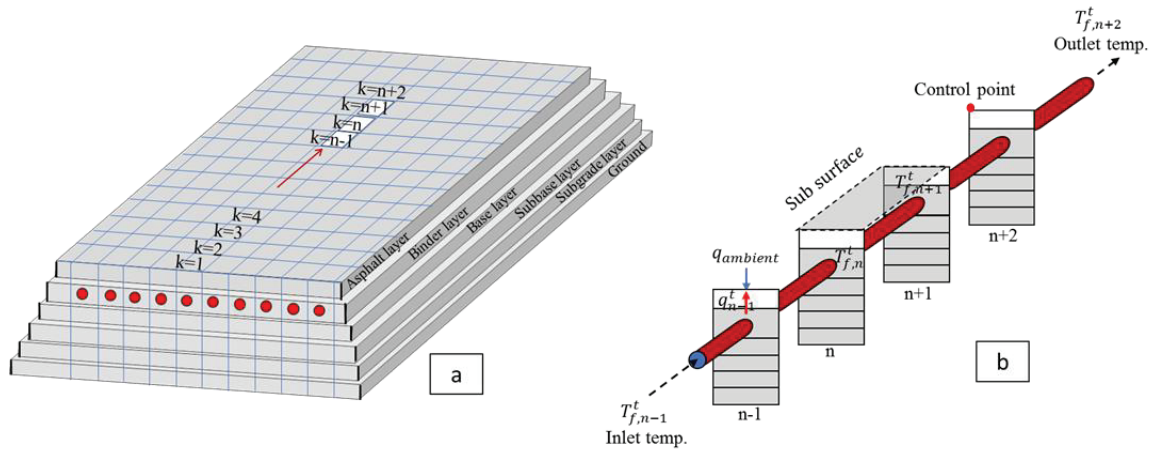 k=n+2
k=n+1
k=n
k=n-1
k=4
k=3
k=2
k=1
Asphalt layer
Binder layer
Base layer
Subbase layer
Subgrade layer
Ground
a
T^t_{f,n+2}
Outlet temp.
Control point
Sub surface
T^t_{f,n+1}
n+2
q_{ambient}
T^t_{f,n}
q^t_{n-1}
n+1
n
b
n-1
T^t_{f,n-1}
Inlet temp.